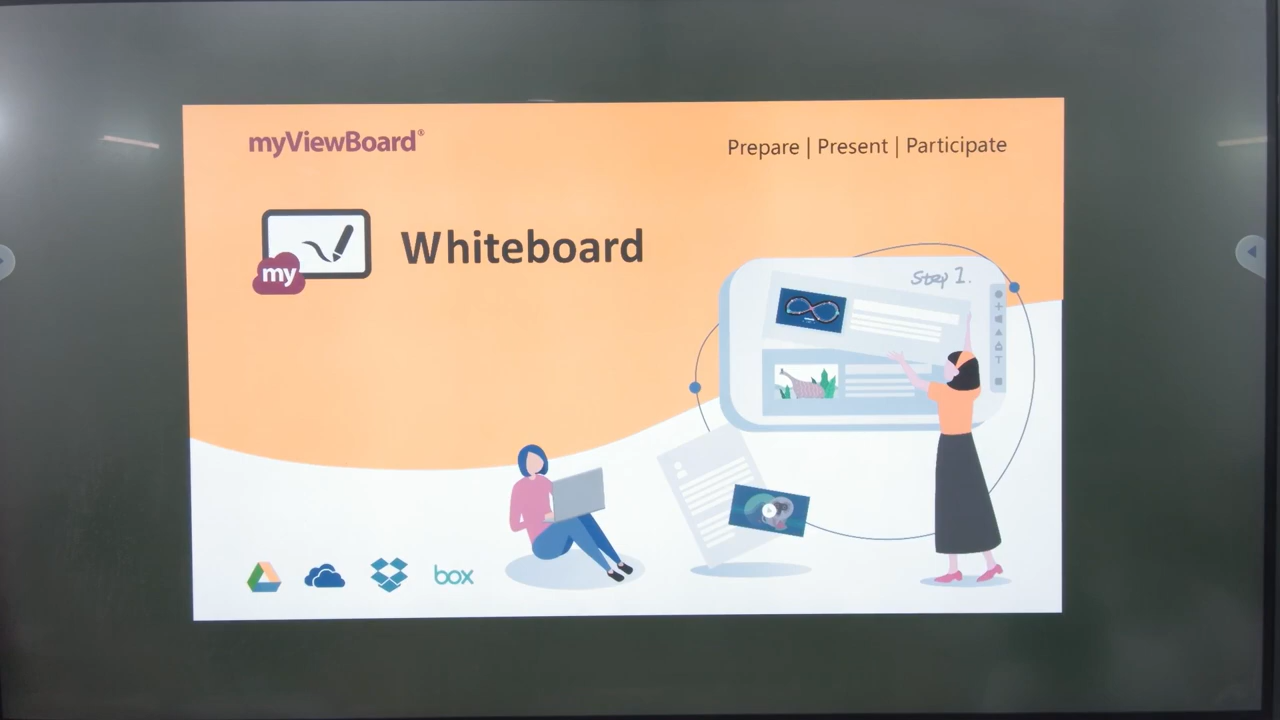 myViewBoard®
Prepare | Present | Participate
my
Whiteboard
Step 1.
T
box